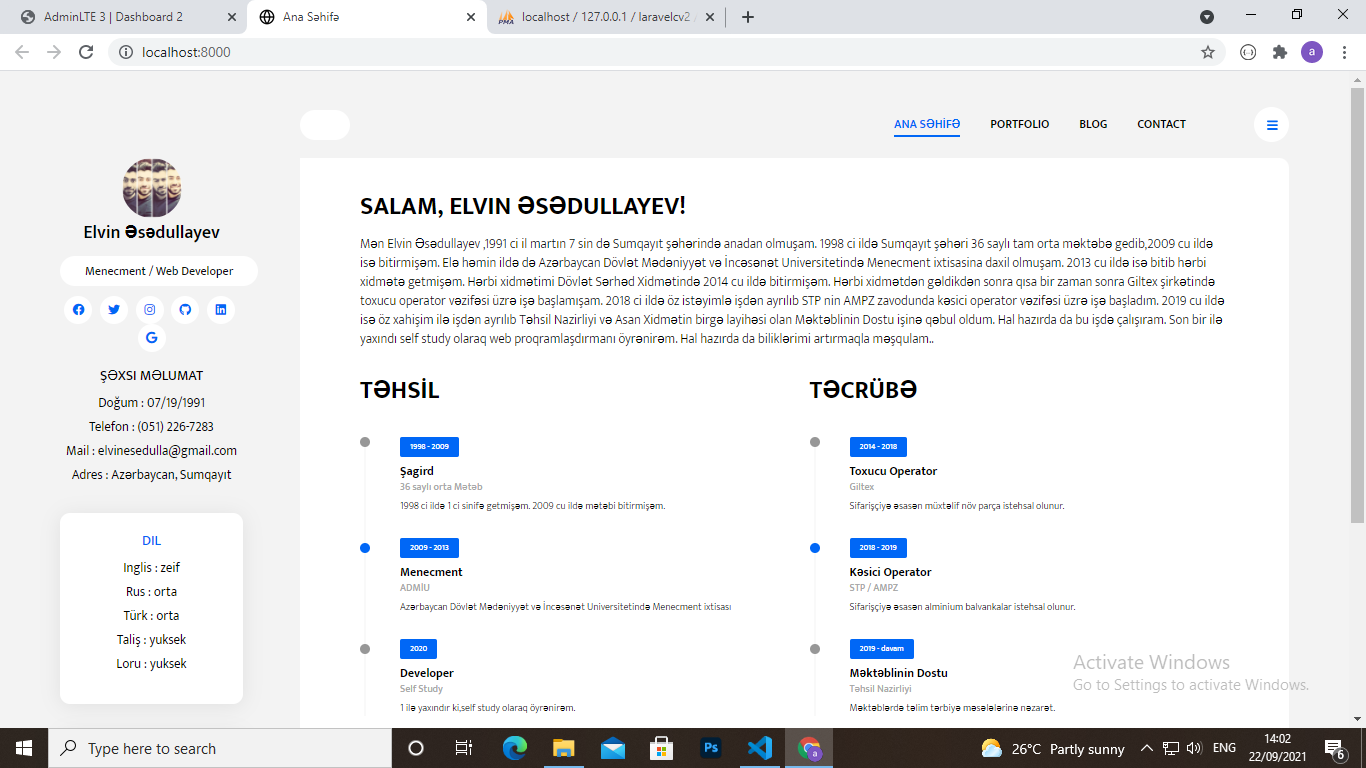 AdminLTE 3 | Dashboard 2
Ana Səhifə
localhost / 127.0.0.1 / laravelcv2
localhost:8000
a
ANA SƏHİFƏ PORTFOLIO BLOG CONTACT
Elvin Əsədullayev
Menecment / Web Developer
ŞƏXSI MƏLUMAT
Doğum : 07/19/1991
Telefon : (051) 226-7283
Mail : elvinesedulla@gmail.com
Adres : Azərbaycan, Sumqayıt
DIL
Inglis : zeif
Rus : orta
Türk : orta
Taliş : yuksek
Loru : yuksek
SALAM, ELVIN ƏSƏDULLAYEV!
Mən Elvin Əsədullayev ,1991 ci il martın 7 sin də Sumqayıt şəhərində anadan olmuşam. 1998 ci ildə Sumqayıt şəhəri 36 saylı tam orta məktəbə gedib,2009 cu ildə
isə bitirmişəm. Elə həmin ildə də Azərbaycan Dövlət Mədəniyyət və İncəsənət Universitetində Menecment ixtisasina daxil olmuşam. 2013 cu ildə isə bitib hərbi
xidmətə getmişəm. Hərbi xidmətimi Dövlət Sərhəd Xidmətində 2014 cu ildə bitirmişəm. Hərbi xidmətdən gəldikdən sonra qısa bir zaman sonra Giltex şirkətində
toxucu operator vəzifəsi üzrə işə başlamışam. 2018 ci ildə öz istəyimlə işdən ayrılıb STP nin AMPZ zavodunda kəsici operator vəzifəsi üzrə işə başladım. 2019 cu ildə
isə öz xahişim ilə işdən ayrılıb Təhsil Nazirliyi və Asan Xidmətin birgə layihəsi olan Məktəblinin Dostu işinə qəbul oldum. Hal hazırda da bu işdə çalışıram. Son bir ilə
yaxındı self study olaraq web proqramlaşdırmanı öyrənirəm. Hal hazırda da biliklərimi artırmaqla məşqulam..
TƏHSİL
1998 - 2009
Şagird
36 saylı orta Mətəb
1998 ci ildə 1 ci sinifə getmişəm. 2009 cu ildə mətəbi bitirmişəm.
2009 - 2013
Menecment
ADMİU
Azərbaycan Dövlət Mədəniyyət və İncəsənət Universitetində Menecment ixtisası
2020
Developer
Self Study
1 ilə yaxındır ki,self study olaraq öyrənirəm.
TƏCRÜBƏ
2014 - 2018
Toxucu Operator
Giltex
Sifarişçiyə əsasən müxtəlif növ parça istehsal olunur.
2018 - 2019
Kəsici Operator
STP / AMPZ
Sifarişçiyə əsasən alminium balvankalar istehsal olunur.
2019 - davam
Məktəblinin Dostu
Təhsil Nazirliyi
Məktəblərdə təlim tərbiyə məsələlərinə nəzarət.
Activate Windows
Go to Settings to activate Windows.
Type here to search
Ps
26°C Partly sunny
ENG
14:02
22/09/2021
6